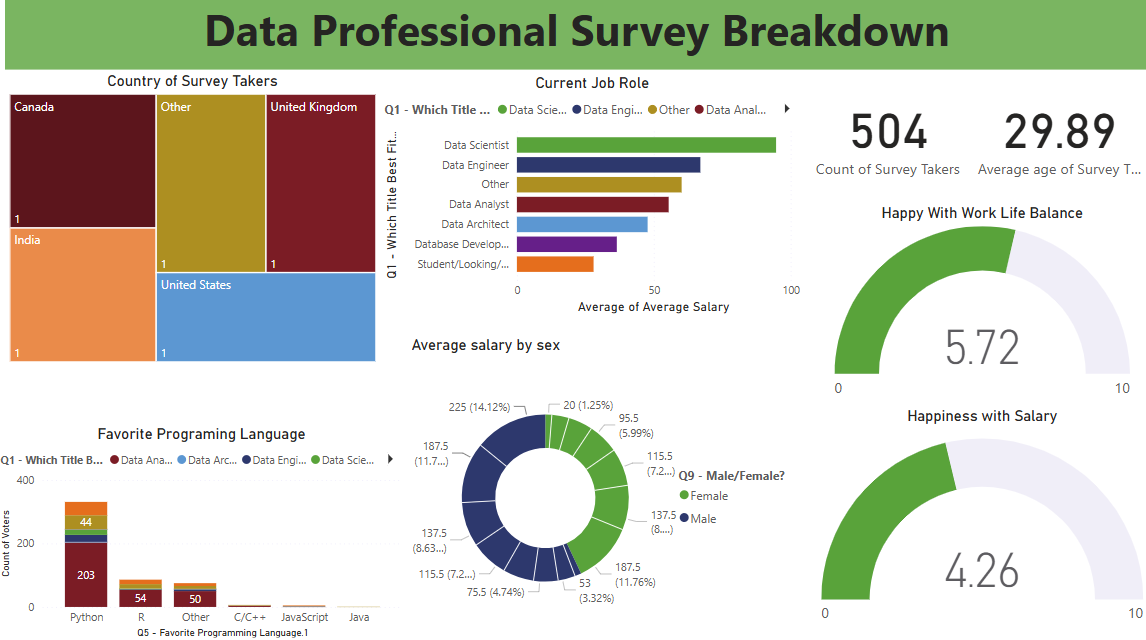 Data Professional Survey Breakdown
Country of Survey Takers
Canada
1
Other
1
United Kingdom
1
India
1
United States
1
Current Job Role
Q1 - Which Title ... Data Scie... Data Engi... Other Data Anal...
Q1 - Which Title Best Fit...
Data Scientist
Data Engineer
Other
Data Analyst
Data Architect
Database Develop...
Student/Looking/...
0 50 100
Average of Average Salary
504
Count of Survey Takers
29.89
Average age of Survey T...
Happy With Work Life Balance
5.72
0 10
Happiness with Salary
4.26
0 10
Average salary by sex
225 (14.12%)
20 (1.25%)
95.5
(5.99%)
115.5
(7.2...)
137.5
(8....)
187.5
(11.76%)
53
(3.32%)
75.5 (4.74%)
115.5 (7.2...)
137.5
(8.63...)
187.5
(11.7...)
Q9 - Male/Female?
Female
Male
Favorite Programing Language
Q1 - Which Title B... Data Ana... Data Arc... Data Engi... Data Scie...
Count of Voters
400
200
0
44
203
54
50
Python R Other C/C++ JavaScript Java
Q5 - Favorite Programming Language.1